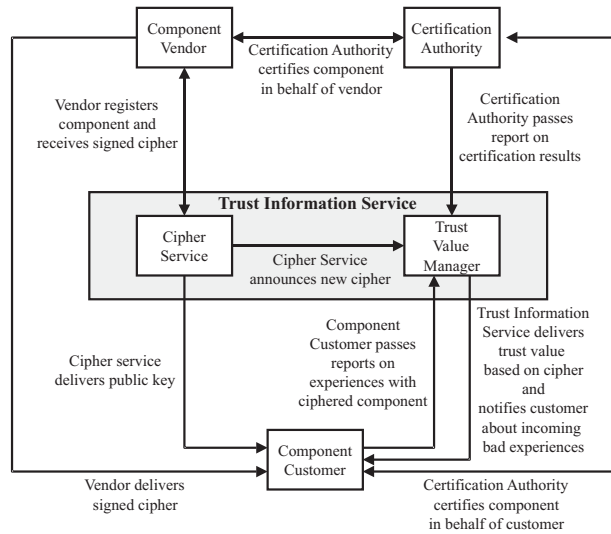 Component
Vendor
Certification Authority
certifies component
in behalf of vendor
Certification
Authority
Vendor registers
component and
receives signed cipher
Certification
Authority passes
report on
certification results
Trust Information Service
Cipher
Service
Cipher Service
announces new cipher
Trust
Value
Manager
Cipher service
delivers public key
Component
Customer passes
reports on
experiences with
ciphered component
Trust Information
Service delivers
trust value
based on cipher
and
notifies customer
about incoming
bad experiences
Component
Customer
Vendor delivers
signed cipher
Certification Authority
certifies component
in behalf of customer